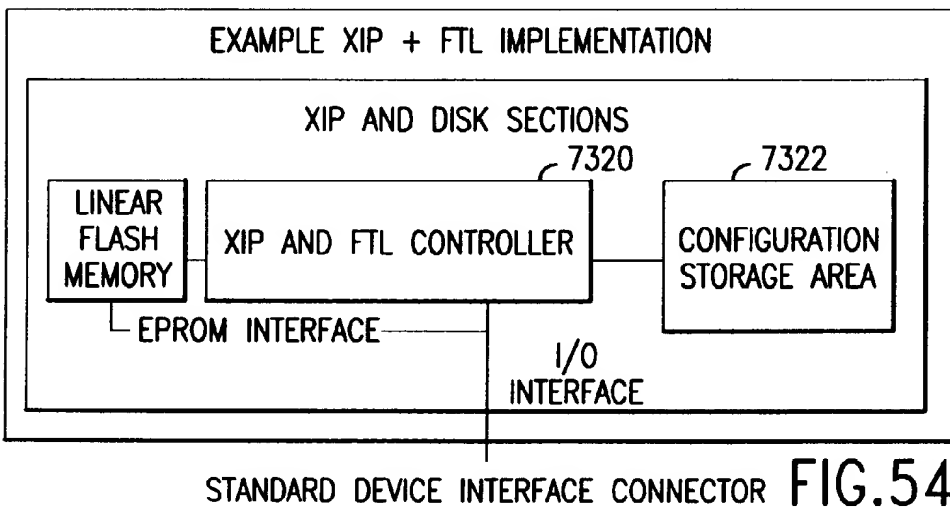 EXAMPLE XIP + FTL IMPLEMENTATION
XIP AND DISK SECTIONS
7320
7322
LINEAR
FLASH
MEMORY
XIP AND FTL CONTROLLER
CONFIGURATION
STORAGE AREA
EPROM INTERFACE
I/O
INTERFACE
STANDARD DEVICE INTERFACE CONNECTOR
FIG.54